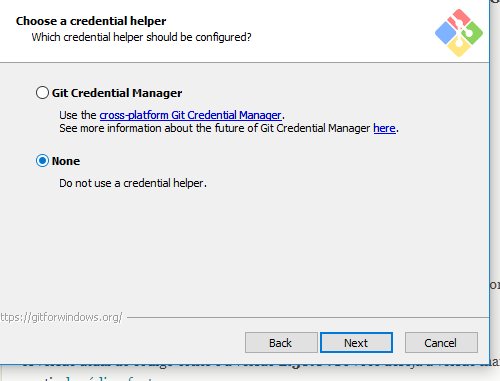 Choose a credential helper
Which credential helper should be configured?
Git Credential Manager
Use the cross-platform Git Credential Manager.
See more information about the future of Git Credential Manager here.
None
Do not use a credential helper.
ttps://gitforwindows.org/
Back Next Cancel